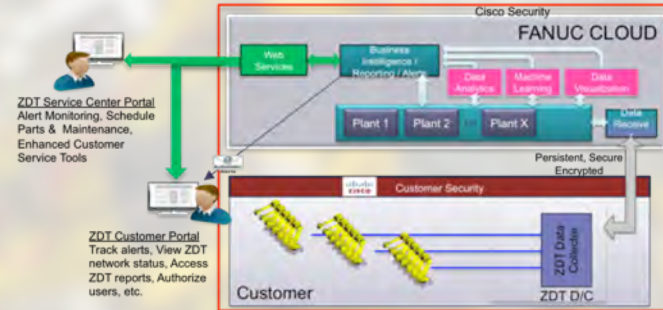 Cisco Security
FANUC CLOUD
Web
Services
Business
Intelligence /
Reporting / Alerts
Data
Analytics
Machine
Learning
Data
Visualization
Plant 1
Plant 2
Plant X
Data
Receive
ZDT Service Center Portal
Alert Monitoring, Schedule
Parts & Maintenance,
Enhanced Customer
Service Tools
Persistent, Secure
Encrypted
CISCO
Customer Security
ZDT Customer Portal
Track alerts, View ZDT
network status, Access
ZDT reports, Authorize
users, etc.
ZDT Data
Collector
Customer
ZDT D/C